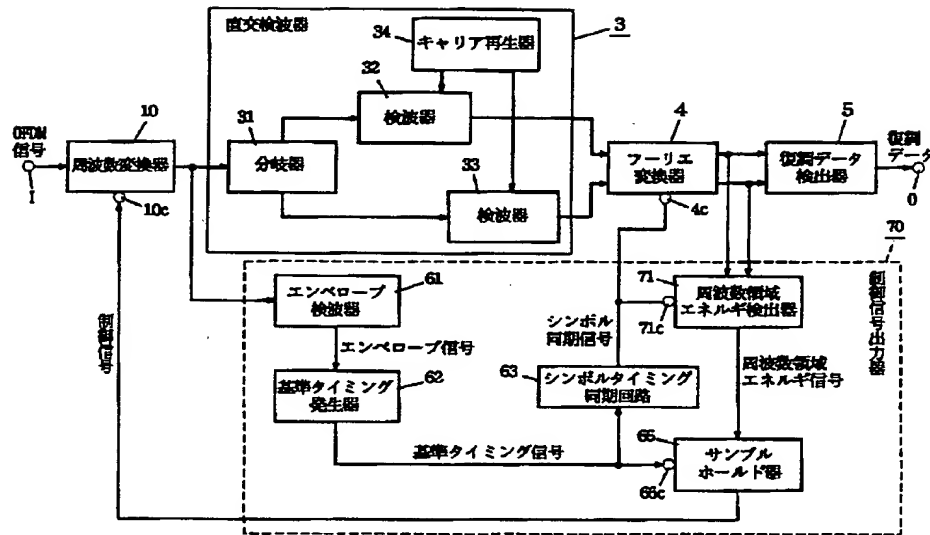 直交検波器
3
34
キャリア再生器
32
検波器
OFDM
信号
10
周波数変換器
I
10c
31
分岐器
33
検波器
4
フーリエ
変換器
4c
5
復調データ
検出器
復調
データ
O
70
制御信号出力器
制御信号
61
エンベロープ
検波器
エンベロープ信号
62
基準タイミング
発生器
基準タイミング信号
シンボル
同期信号
63
シンボルタイミング
同期回路
71
周波数領域
エネルギ検出器
71c
周波数領域
エネルギ信号
66
サンプル
ホールド器
66c